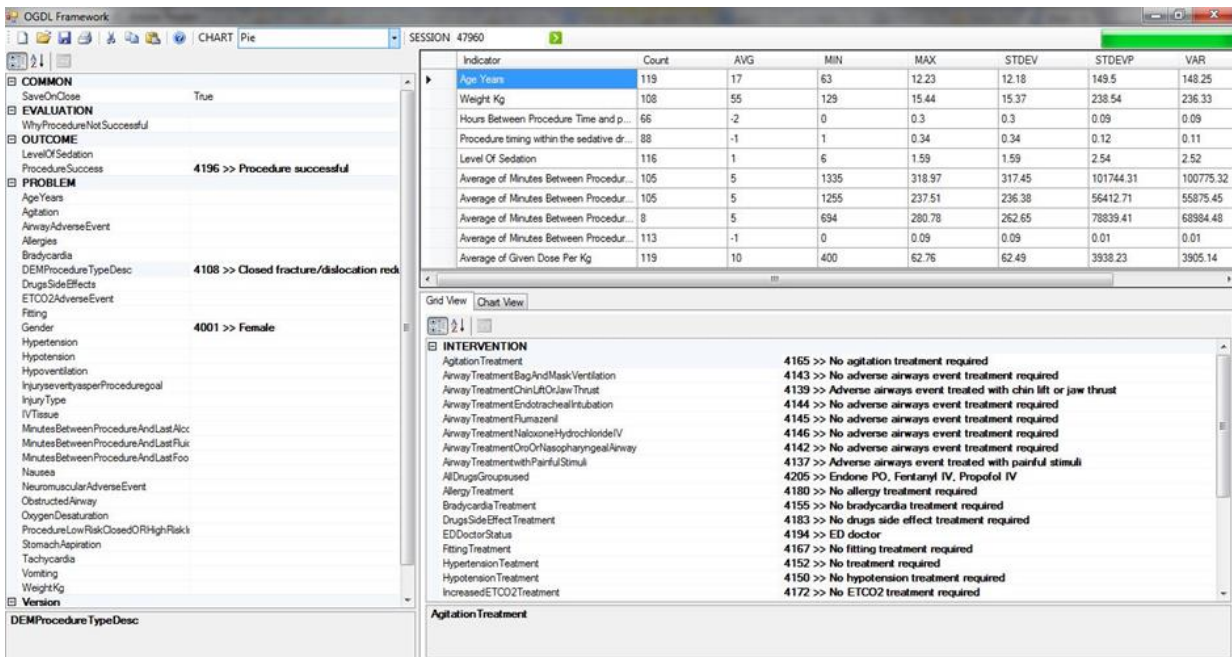 OGDL Framework
CHART Pie SESSION 47960
COMMON
SaveOnClose True
EVALUATION
WhyProcedureNotSuccessful
OUTCOME
LevelOfSedation
ProcedureSuccess 4196 >> Procedure successful
PROBLEM
AgeYears
Agitation
AirwayAdverseEvent
Allergies
Bradycardia
DEMProcedureTypeDesc 4108 >> Closed fracture/dislocation redu
DrugsSideEffects
ETCO2AdverseEvent
Fitting
Gender 4001 >> Female
Hypertension
Hypotension
Hypoventilation
InjuryseverityasperProceduregoal
InjuryType
IVTissue
MinutesBetweenProcedureAndLastAlcc
MinutesBetweenProcedureAndLastFluic
MinutesBetweenProcedureAndLastFoo
Nausea
NeuromuscularAdverseEvent
ObstructedAirway
OxygenDesaturation
ProcedureLowRiskClosedORHighRiskIr
StomachAspiration
Tachycardia
Vomiting
WeightKg
Version
DEMProcedureTypeDesc
Indicator Count AVG MIN MAX STDEV STDEVP VAR
Age Years 119 17 63 12.23 12.18 149.5 148.25
Weight Kg 108 55 129 15.44 15.37 238.54 236.33
Hours Between Procedure Time and p... 66 -2 0 0.3 0.3 0.09 0.09
Procedure timing within the sedative dr... 88 -1 1 0.34 0.34 0.12 0.11
Level Of Sedation 116 1 6 1.59 1.59 2.54 2.52
Average of Minutes Between Procedur... 105 5 1335 318.97 317.45 101744.31 100775.32
Average of Minutes Between Procedur... 105 5 1255 237.51 236.38 56412.71 55875.45
Average of Minutes Between Procedur... 8 5 694 280.78 262.65 78839.41 68984.48
Average of Minutes Between Procedur... 113 -1 0 0.09 0.09 0.01 0.01
Average of Given Dose Per Kg 119 10 400 62.76 62.49 3938.23 3905.14
Grid View Chart View
INTERVENTION
AgitationTreatment 4165 >> No agitation treatment required
AirwayTreatmentBagAndMaskVentilation 4143 >> No adverse airways event treatment required
AirwayTreatmentChinLiftOrJawThrust 4139 >> Adverse airways event treated with chin lift or jaw thrust
AirwayTreatmentEndotrachealIntubation 4144 >> No adverse airways event treatment required
AirwayTreatmentFlumazenil 4145 >> No adverse airways event treatment required
AirwayTreatmentNaloxoneHydrochlorideIV 4146 >> No adverse airways event treatment required
AirwayTreatmentOroOrNasopharyngealAirway 4142 >> No adverse airways event treatment required
AirwayTreatmentwithPainfulStimuli 4137 >> Adverse airways event treated with painful stimuli
AllDrugsGroupsused 4205 >> Endone PO, Fentanyl IV, Propofol IV
AllergyTreatment 4180 >> No allergy treatment required
BradycardiaTreatment 4155 >> No bradycardia treatment required
DrugsSideEffectTreatment 4183 >> No drugs side effect treatment required
EDDoctorStatus 4194 >> ED doctor
FittingTreatment 4167 >> No fitting treatment required
HypertensionTeatment 4152 >> No treatment required
HypotensionTreatment 4150 >> No hypotension treatment required
IncreasedETCO2Treatment 4172 >> No ETCO2 treatment required
AgitationTreatment